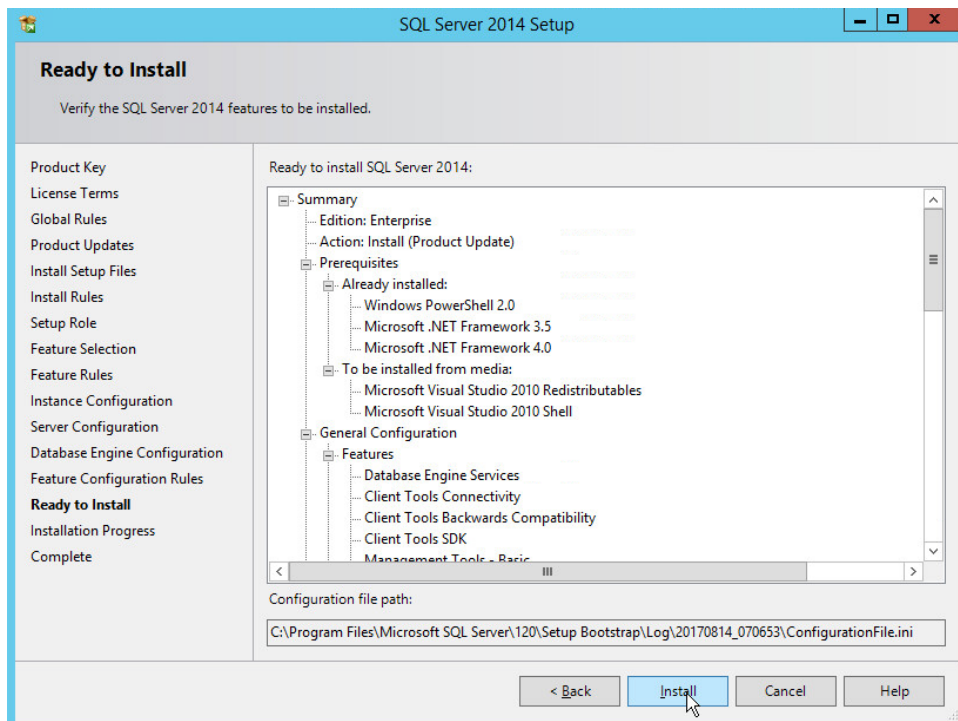 SQL Server 2014 Setup
Ready to Install
Verify the SQL Server 2014 features to be installed.
Product Key
License Terms
Global Rules
Product Updates
Install Setup Files
Install Rules
Setup Role
Feature Selection
Feature Rules
Instance Configuration
Server Configuration
Database Engine Configuration
Feature Configuration Rules
Ready to Install
Installation Progress
Complete
Ready to install SQL Server 2014:
Summary
Edition: Enterprise
Action: Install (Product Update)
Prerequisites
Already installed:
Windows PowerShell 2.0
Microsoft .NET Framework 3.5
Microsoft .NET Framework 4.0
To be installed from media:
Microsoft Visual Studio 2010 Redistributables
Microsoft Visual Studio 2010 Shell
General Configuration
Features
Database Engine Services
Client Tools Connectivity
Client Tools Backwards Compatibility
Client Tools SDK
Management Tools - Basic
Configuration file path:
C:\Program Files\Microsoft SQL Server\120\Setup Bootstrap\Log\20170814_070653\ConfigurationFile.ini
< Back Install Cancel Help